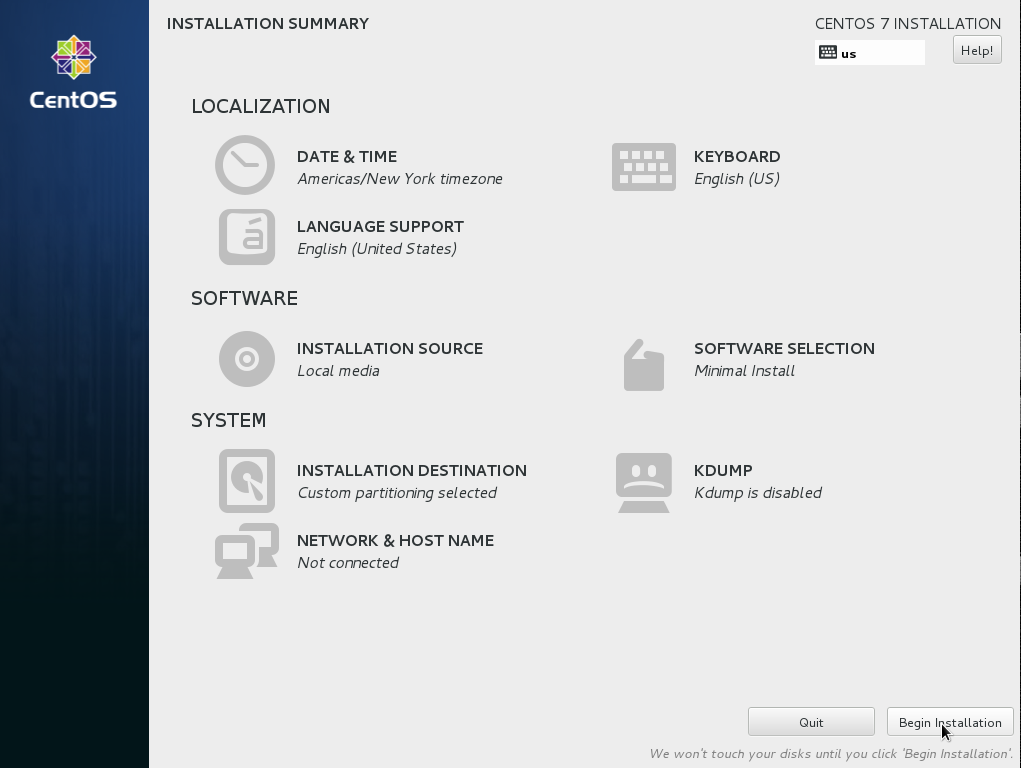 INSTALLATION SUMMARY
CENTOS 7 INSTALLATION
us
Help!
CentOS
LOCALIZATION
DATE & TIME
Americas/New York timezone
KEYBOARD
English (US)
LANGUAGE SUPPORT
English (United States)
SOFTWARE
INSTALLATION SOURCE
Local media
SOFTWARE SELECTION
Minimal Install
SYSTEM
INSTALLATION DESTINATION
Custom partitioning selected
KDUMP
Kdump is disabled
NETWORK & HOST NAME
Not connected
Quit
Begin Installation
We won't touch your disks until you click 'Begin Installation'.